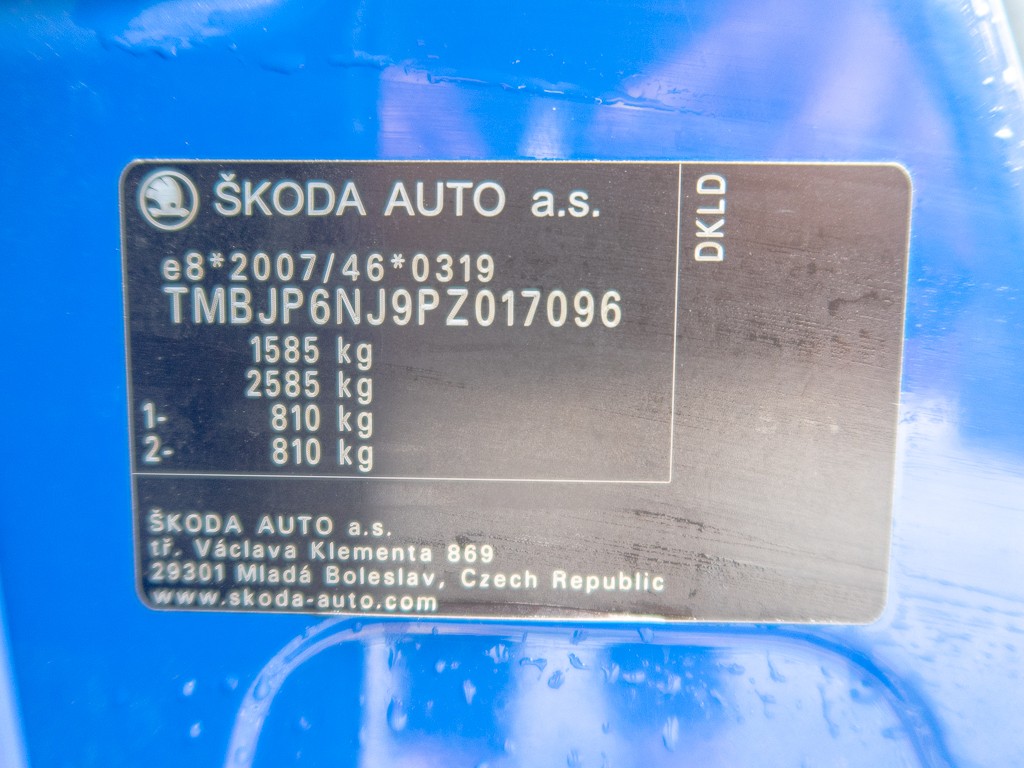 ŠKODA AUTO a.s.
DKLD
e8*2007/46*0319
TMBJP6NJ9PZ017096
1585 kg
2585 kg
1- 810 kg
2- 810 kg
ŠKODA AUTO a.s.
tř. Václava Klementa 869
29301 Mladá Boleslav, Czech Republic
www.skoda-auto.com